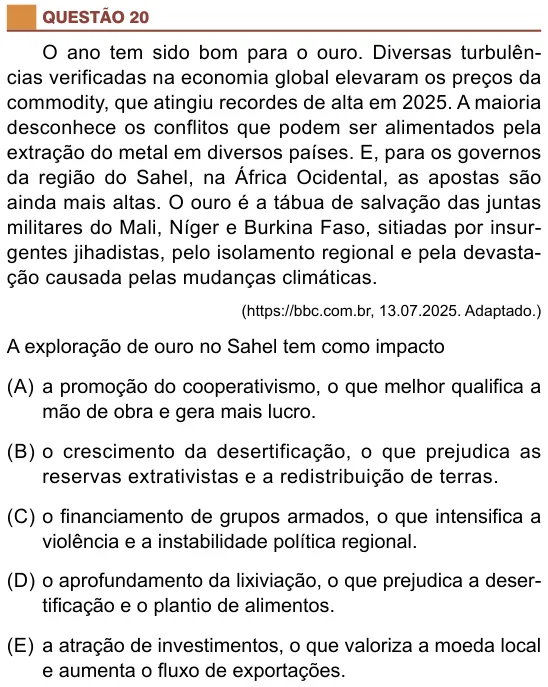 QUESTÃO 20
O ano tem sido bom para o ouro. Diversas turbulên-
cias verificadas na economia global elevaram os preços da
commodity, que atingiu recordes de alta em 2025. A maioria
desconhece os conflitos que podem ser alimentados pela
extração do metal em diversos países. E, para os governos
da região do Sahel, na África Ocidental, as apostas são
ainda mais altas. O ouro é a tábua de salvação das juntas
militares do Mali, Níger e Burkina Faso, sitiadas por insur-
gentes jihadistas, pelo isolamento regional e pela devasta-
ção causada pelas mudanças climáticas.
(https://bbc.com.br, 13.07.2025. Adaptado.)
A exploração de ouro no Sahel tem como impacto
(A) a promoção do cooperativismo, o que melhor qualifica a
mão de obra e gera mais lucro.
(B) o crescimento da desertificação, o que prejudica as
reservas extrativistas e a redistribuição de terras.
(C) o financiamento de grupos armados, o que intensifica a
violência e a instabilidade política regional.
(D) o aprofundamento da lixiviação, o que prejudica a deser-
tificação e o plantio de alimentos.
(E) a atração de investimentos, o que valoriza a moeda local
e aumenta o fluxo de exportações.